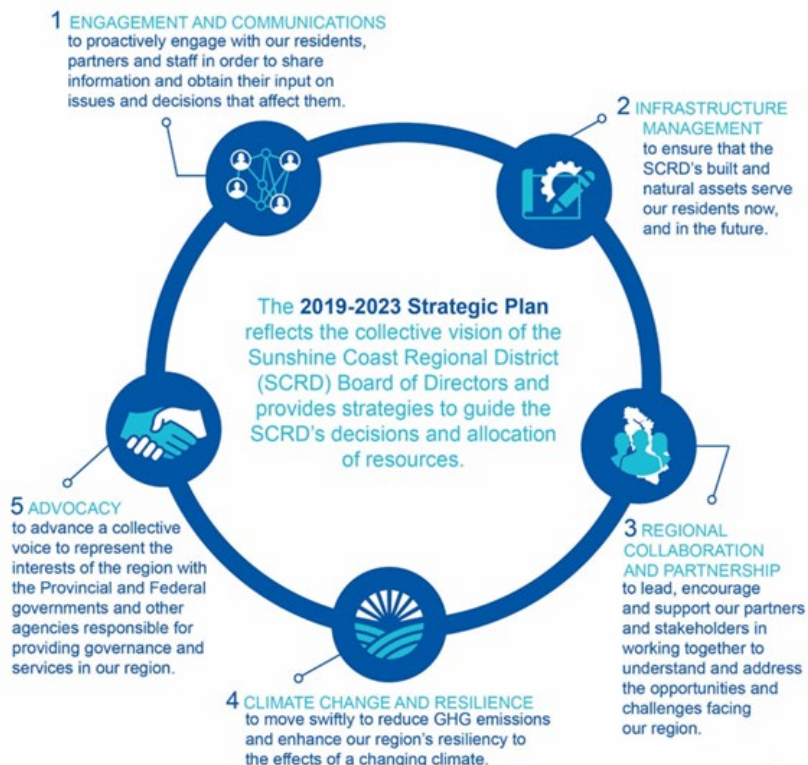 1 ENGAGEMENT AND COMMUNICATIONS
to proactively engage with our residents,
partners and staff in order to share
information and obtain their input on
issues and decisions that affect them.
2 INFRASTRUCTURE
MANAGEMENT
to ensure that the
SCRD's built and
natural assets serve
our residents now,
and in the future.
The 2019-2023 Strategic Plan
reflects the collective vision of the
Sunshine Coast Regional District
(SCRD) Board of Directors and
provides strategies to guide the
SCRD's decisions and allocation
of resources.
3 REGIONAL
COLLABORATION
AND PARTNERSHIP
to lead, encourage
and support our partners
and stakeholders in
working together to
understand and address
the opportunities and
challenges facing
our region.
4 CLIMATE CHANGE AND RESILIENCE
to move swiftly to reduce GHG emissions
and enhance our region's resiliency to
the effects of a changing climate.
5 ADVOCACY
to advance a collective
voice to represent the
interests of the region with
the Provincial and Federal
governments and other
agencies responsible for
providing governance and
services in our region.